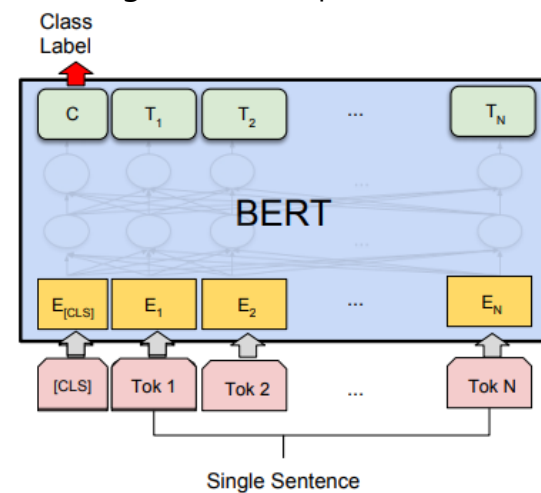 Class
Label
C T1 T2 ... TN
...
BERT
...
E[CLS] E1 E2 ... EN
[CLS] Tok 1 Tok 2 ... Tok N
Single Sentence